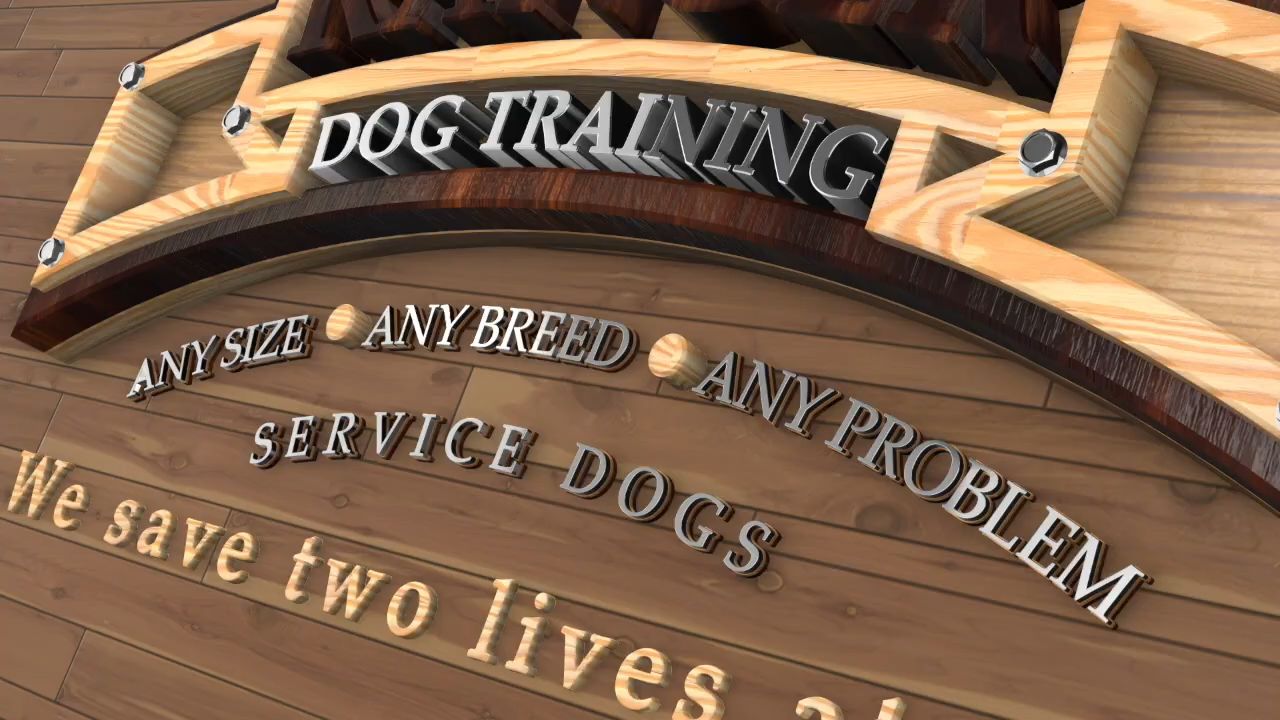 DOG TRAINING
ANY SIZE ANY BREED ANY PROBLEM
SERVICE DOGS
We save two lives